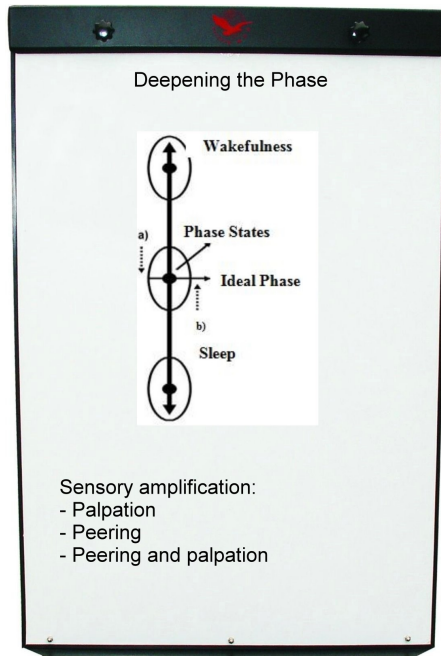 Deepening the Phase
Wakefulness
a)
Phase States
Ideal Phase
b)
Sleep
Sensory amplification:
- Palpation
- Peering
- Peering and palpation